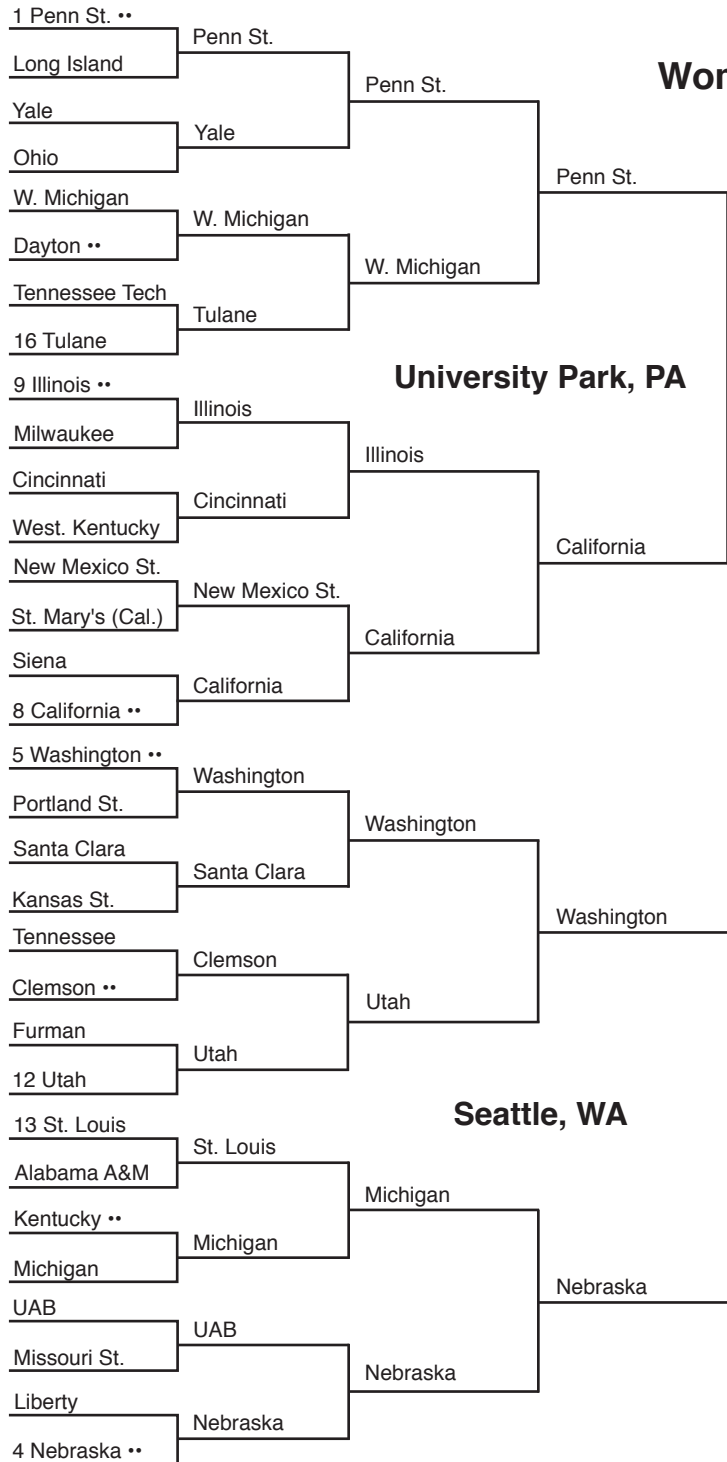 1 Penn St. ••
Long Island
Yale
Ohio
W. Michigan
Dayton ••
Tennessee Tech
16 Tulane
9 Illinois ••
Milwaukee
Cincinnati
West. Kentucky
New Mexico St.
St. Mary's (Cal.)
Siena
8 California ••
5 Washington ••
Portland St.
Santa Clara
Kansas St.
Tennessee
Clemson ••
Furman
12 Utah
13 St. Louis
Alabama A&M
Kentucky ••
Michigan
UAB
Missouri St.
Liberty
4 Nebraska ••
Penn St.
Yale
W. Michigan
Tulane
Illinois
Cincinnati
New Mexico St.
California
Washington
Santa Clara
Clemson
Utah
St. Louis
Michigan
UAB
Nebraska
Penn St.
W. Michigan
Illinois
California
Washington
Utah
Michigan
Nebraska
Penn St.
California
Washington
Nebraska
University Park, PA
Seattle, WA